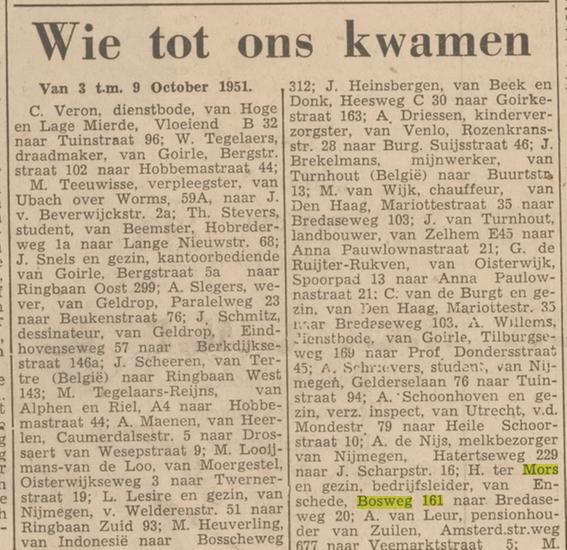 Wie tot ons kwamen
Van 3 t.m. 9 October 1951.
C. Veron, dienstbode, van Hoge
en Lage Mierde, Vloeiend B 32
naar Tuinstraat 96; W. Tegelaers,
draadmaker, van Goirle, Bergstr.
straat 102 naar Hobbemastraat 44;
M. Teeuwisse, verpleegster, van
Ubach over Worms, 59A, naar J.
v. Beverwijckstr. 2a; Th. Stevers,
student, van Beemster, Hobreder-
weg 1a naar Lange Nieuwstr. 68;
J. Snels en gezin, kantoorbediende
van Goirle, Bergstraat 5a naar
Ringbaan Oost 299; A. Slegers, we-
ver, van Geldrop, Paralelweg 23
naar Beukenstraat 76; J. Schmitz,
dessinateur, van Geldrop, Eind-
hovenseweg 57 naar Berkdijkse-
straat 146a; J. Scheeren, van Ter-
tre (België) naar Ringbaan West
143; M. Tegelaars-Reijns, van
Alphen en Riel, A4 naar Hobbe-
mastraat 44; A. Maenen, van Heer-
len, Caumerdalsestr. 5 naar Dros-
saert van Wesepstraat 9; M. Looij-
mans-van de Loo, van Moergestel,
Oisterwijkseweg 3 naar Twerner-
straat 19; L. Lesire en gezin, van
Nijmegen, v. Welderenstr. 51 naar
Ringbaan Zuid 93; M. Heuverling,
van Indonesië naar Bosscheweg
312; J. Heinsbergen, van Beek en
Donk, Heesweg C 30 naar Goirke-
straat 163; A. Driessen, kinderver-
zorgster, van Venlo, Rozenkrans-
str. 28 naar Burg. Suijsstraat 46; J.
Brekelmans, mijnwerker, van
Turnhout (België) naar Buurtstr.
13; M. van Wijk, chauffeur, van
Den Haag, Mariottestraat 35 naar
Bredaseweg 103; J. van Turnhout,
landbouwer, van Zelhem E45 naar
Anna Pauwlownastraat 21; G. de
Ruijter-Rukven, van Oisterwijk,
Spoorpad 13 naar Anna Paulow-
nastraat 21; C. van de Burgt en ge-
zin, van Den Haag, Mariottestr. 35
naar Bredaseweg 103. A. Willems,
dienstbode, van Goirle, Tilburgse-
weg 169 naar Prof. Dondersstraat
45; A. Schrievers, student, van Nij-
megen, Gelderselaan 76 naar Tuin-
straat 94; A. Schoonhoven en ge-
zin, verz. inspect, van Utrecht, v.d.
Mondestr. 79 naar Heile Schoor-
straat 10; A. de Nijs, melkbezorger
van Nijmegen, Hatertseweg 229
naar J. Scharpstr. 16; H. ter Mors
en gezin, bedrijfsleider, van En-
schede, Bosweg 161 naar Bredase-
weg 20; A. van Leur, pensionhou-
der van Zuilen, Amsterd.str.weg
677 naar Veemarktstraat 5; M.